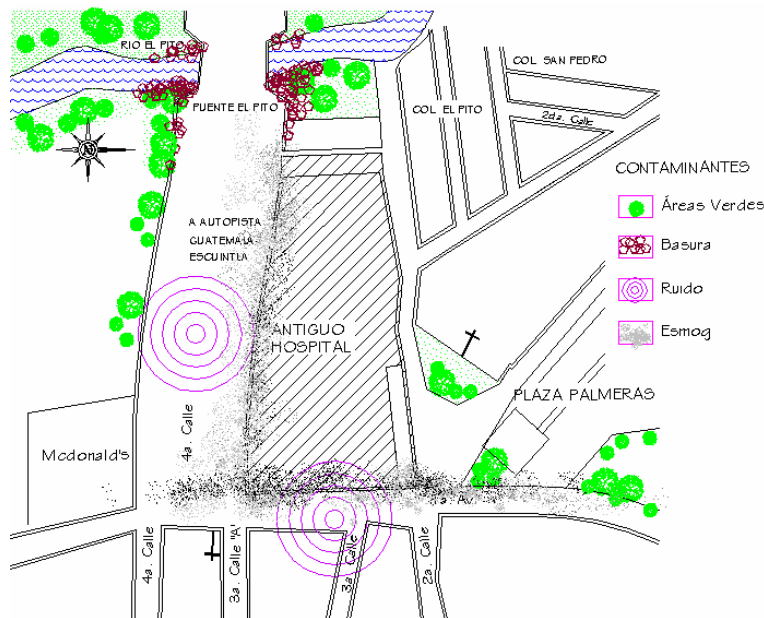 RIO EL PITO
PUENTE EL PITO
COL. SAN PEDRO
COL EL PITO
2da. Calle
CONTAMINANTES
Áreas Verdes
Basura
Ruido
Esmog
A AUTOPISTA
GUATEMALA-
ESCUINTLA
ANTIGUO
HOSPITAL
PLAZA PALMERAS
4a. Calle
Mcdonald's
Av.
4a. Calle
3a. Calle "A"
3a. Calle
2a. Calle